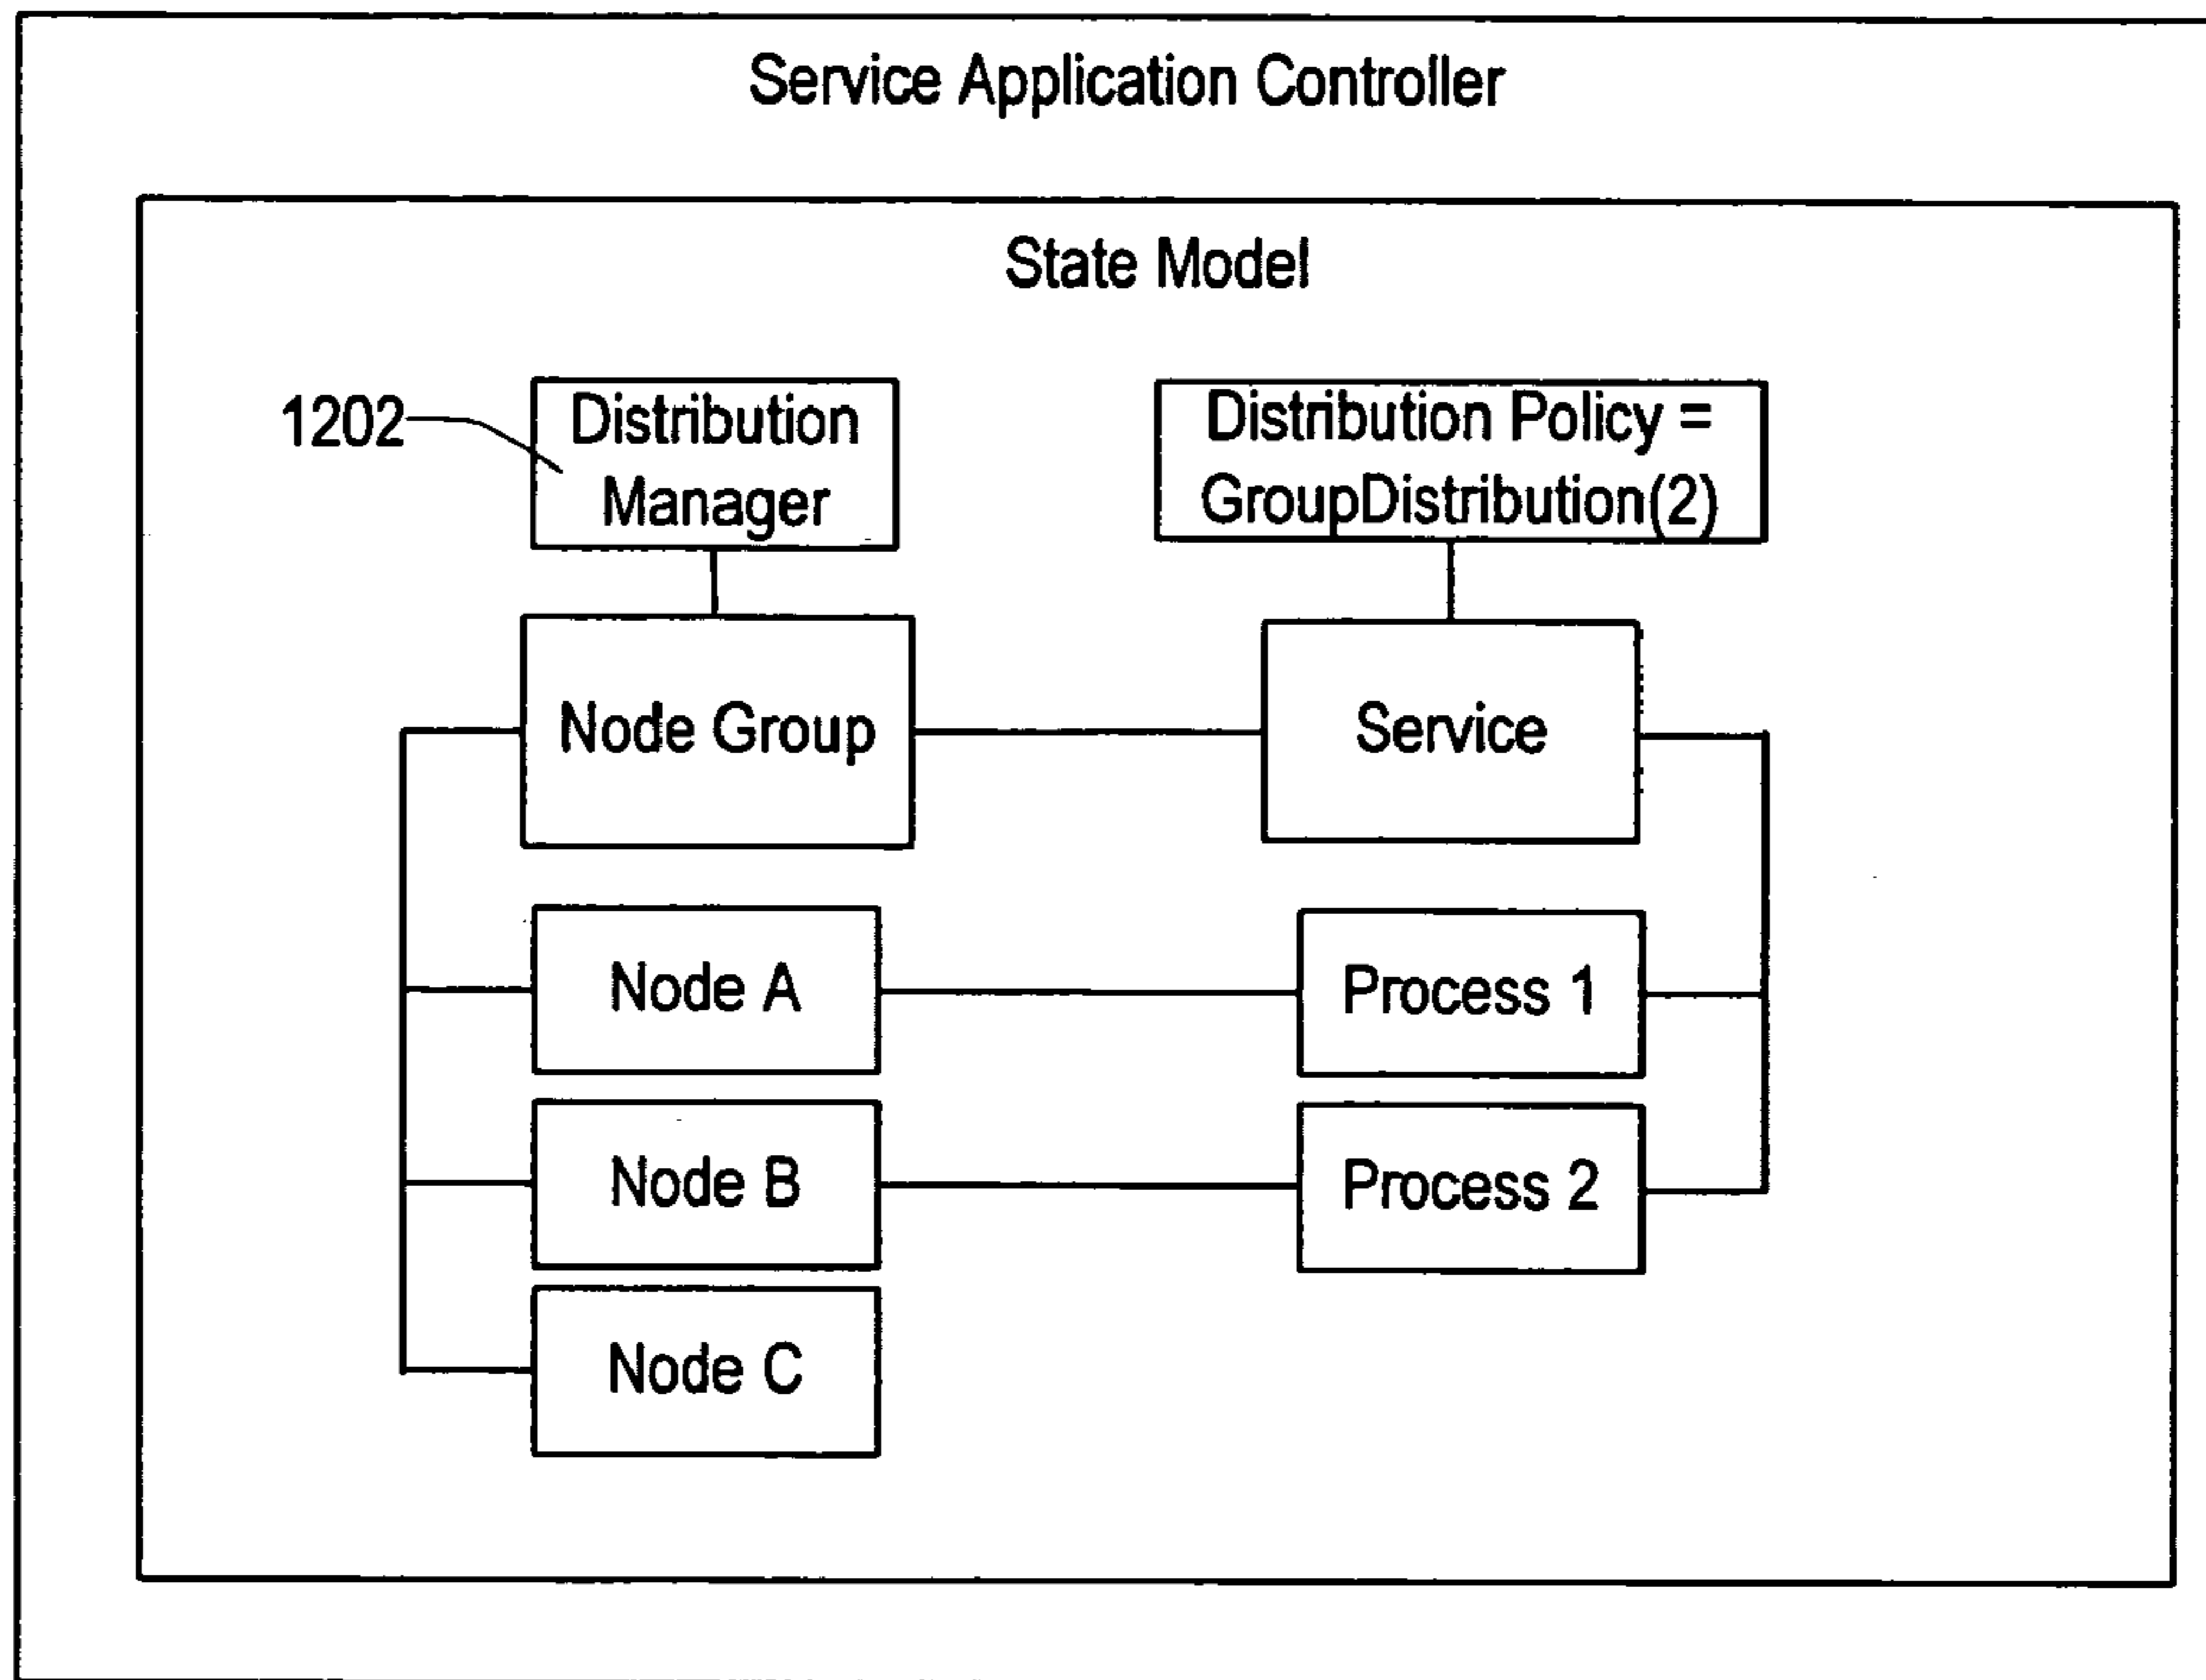 Service Application Controller
State Model
1202
Distribution
Manager
Distribution Policy =
GroupDistribution(2)
Node Group
Service
Node A
Process 1
Node B
Process 2
Node C